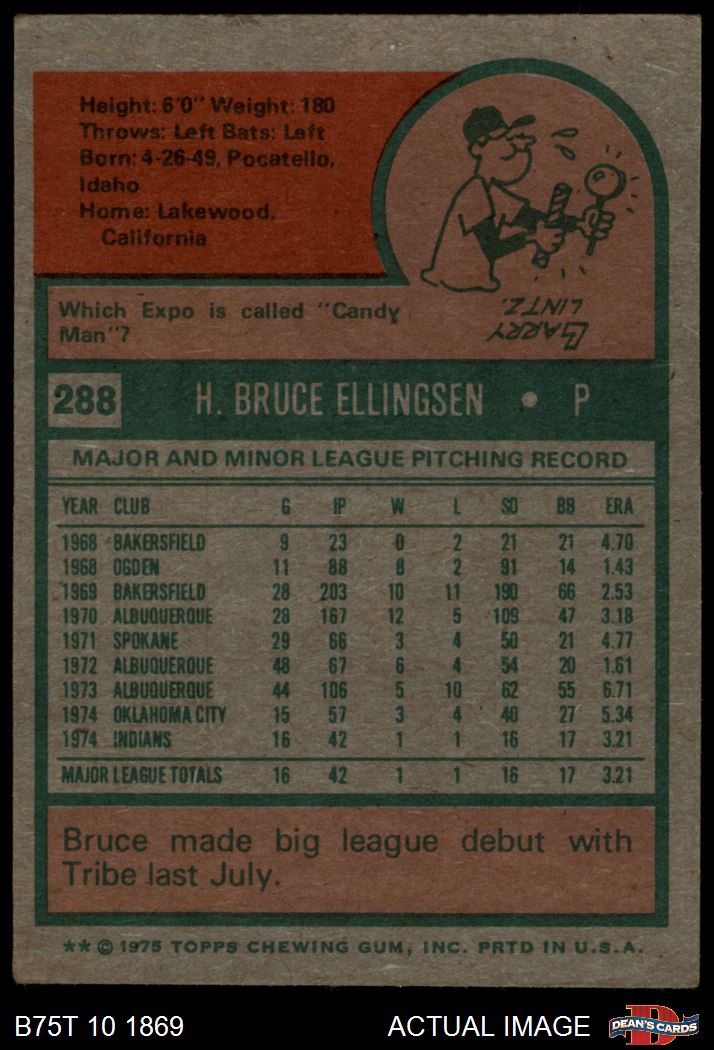 Height: 6'0" Weight: 180
Throws: Left Bats: Left
Born: 4-26-49, Pocatello,
Idaho
Home: Lakewood,
California
Which Expo is called "Candy
Man"?
LARRY
LINTZ.
288 H. BRUCE ELLINGSEN • P
MAJOR AND MINOR LEAGUE PITCHING RECORD
YEAR CLUB G IP W L SO BB ERA
1968 BAKERSFIELD 9 23 0 2 21 21 4.70
1968 OGDEN 11 88 8 2 91 14 1.43
1969 BAKERSFIELD 28 203 10 11 190 66 2.53
1970 ALBUQUERQUE 28 167 12 5 109 47 3.18
1971 SPOKANE 29 66 3 4 50 21 4.77
1972 ALBUQUERQUE 48 67 6 4 54 20 1.61
1973 ALBUQUERQUE 44 106 5 10 62 55 6.71
1974 OKLAHOMA CITY 15 57 3 4 40 27 5.34
1974 INDIANS 16 42 1 1 16 17 3.21
MAJOR LEAGUE TOTALS 16 42 1 1 16 17 3.21
Bruce made big league debut with
Tribe last July.
** © 1975 TOPPS CHEWING GUM, INC. PRTD IN U.S.A.
B75T 10 1869 ACTUAL IMAGE DEAN'S CARDS